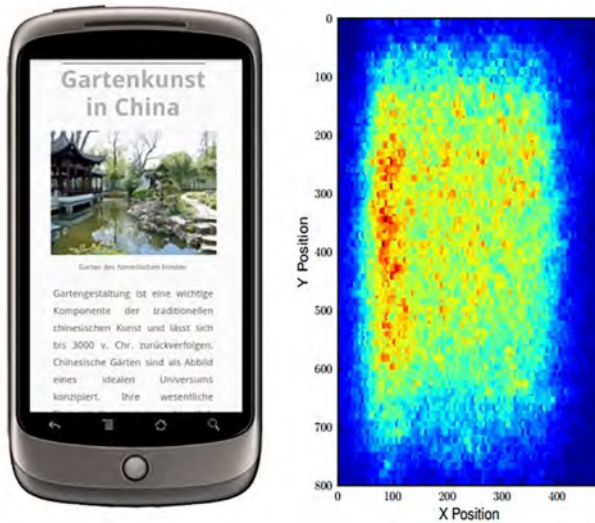 Gartenkunst
in China
Garten des himmlischen Friedens
Gartengestaltung ist eine wichtige
Komponente der traditionellen
chinesischen Kunst und lässt sich
bis 3000 v. Chr. zurückverfolgen.
Chinesische Gärten sind als Abbild
eines idealen Universums
konzipiert. Ihre wesentliche
0
100
200
300
400
500
600
700
800
Y Position
0 100 200 300 400
X Position